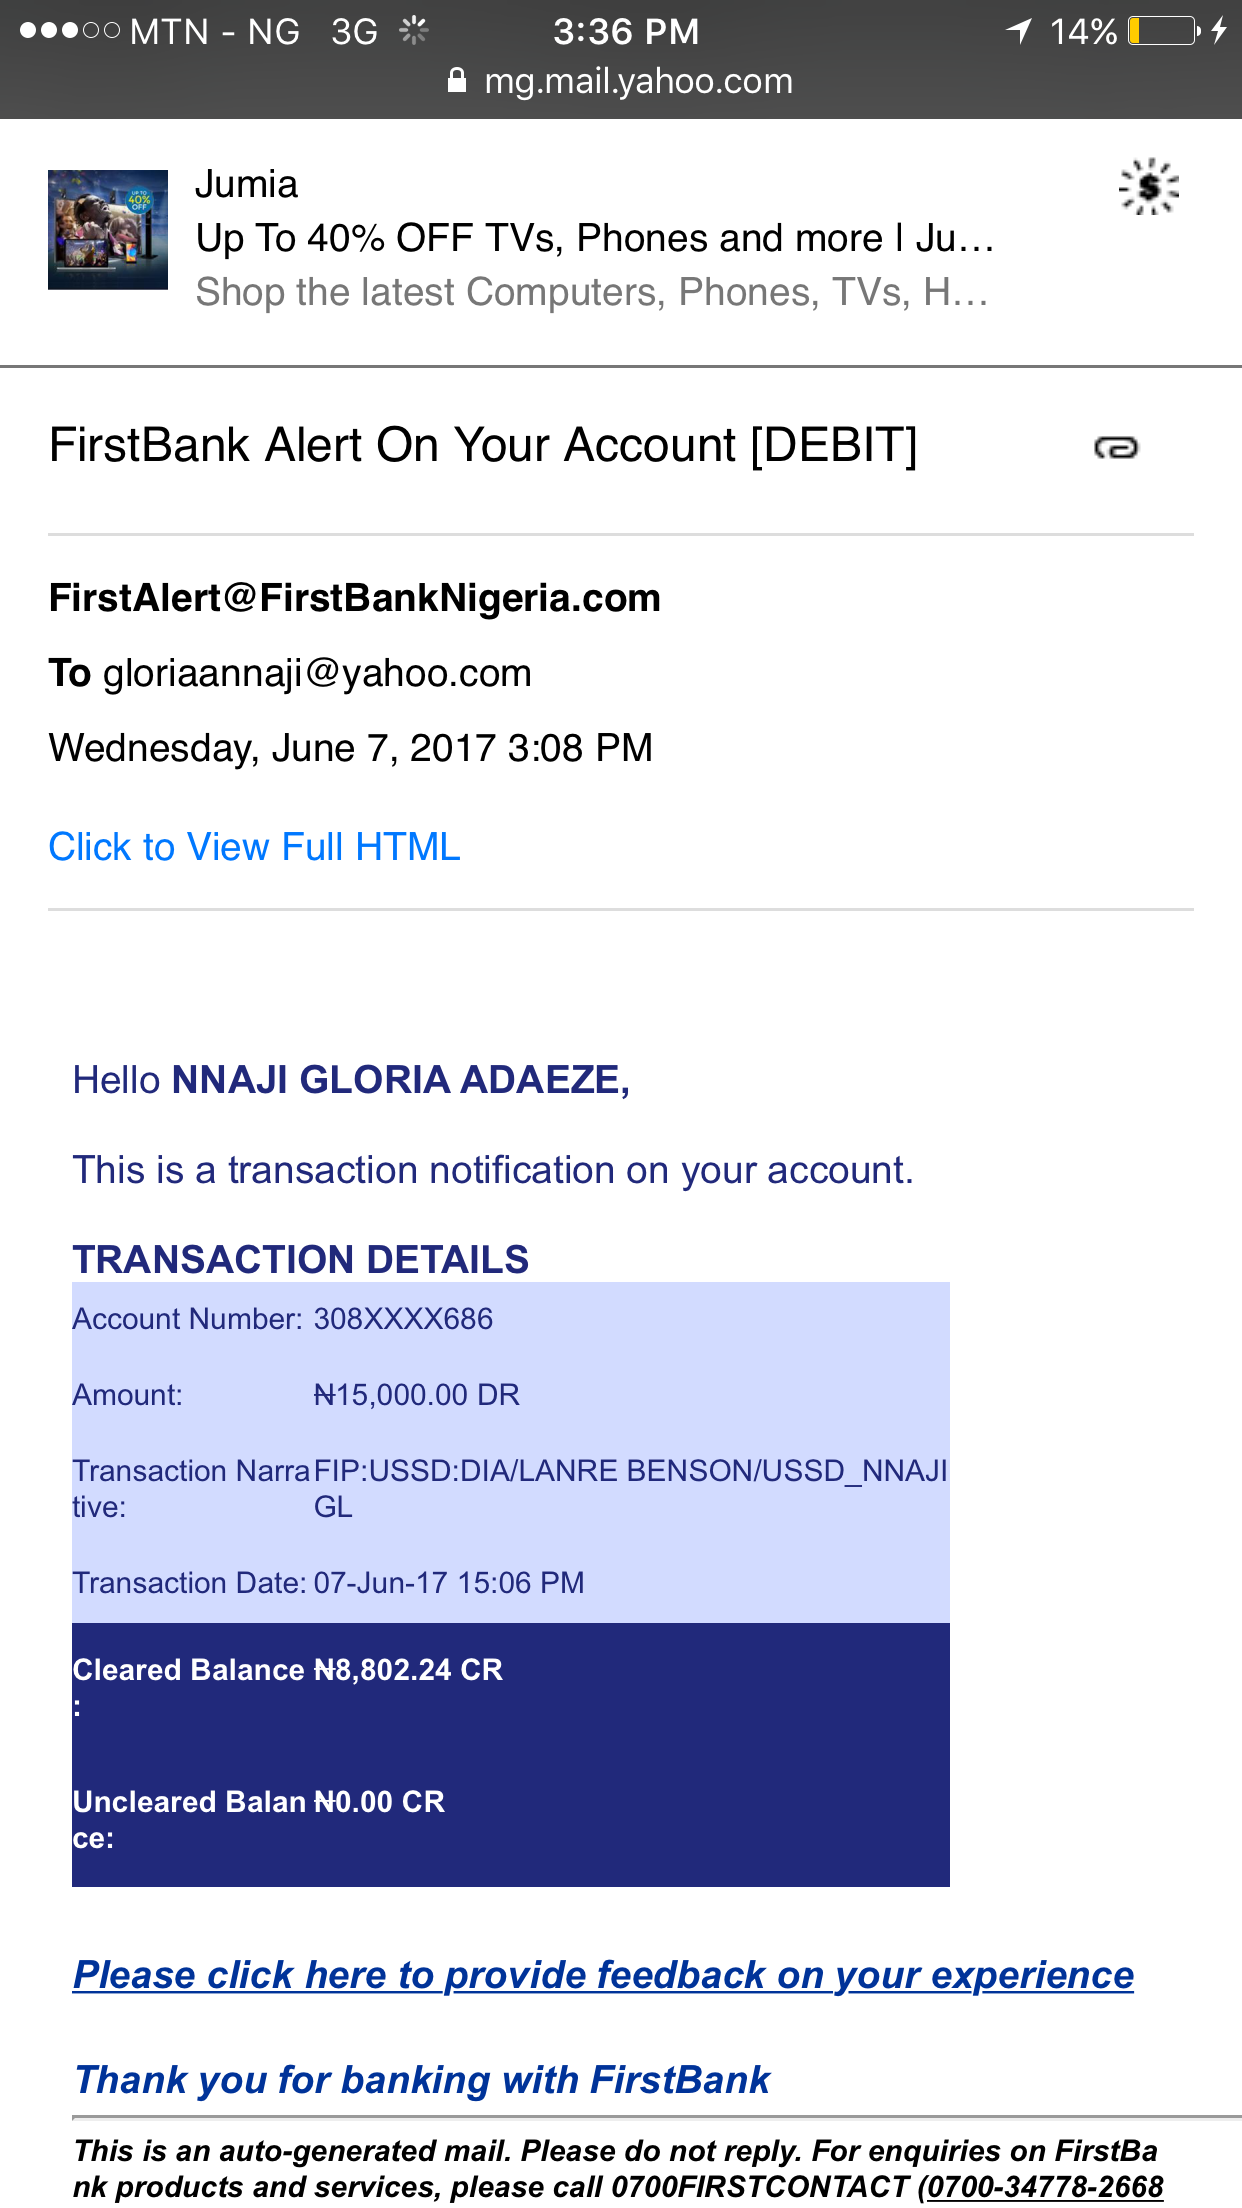 MTN - NG 3G 3:36 PM 14%
mg.mail.yahoo.com
UP TO
40%
OFF
Jumia
Up To 40% OFF TVs, Phones and more | Ju...
Shop the latest Computers, Phones, TVs, H...
$
FirstBank Alert On Your Account [DEBIT]
FirstAlert@FirstBankNigeria.com
To gloriaannaji@yahoo.com
Wednesday, June 7, 2017 3:08 PM
Click to View Full HTML
Hello NNAJI GLORIA ADAEZE,
This is a transaction notification on your account.
TRANSACTION DETAILS
Account Number: 308XXXX686
Amount: ₦15,000.00 DR
Transaction Narra FIP:USSD:DIA/LANRE BENSON/USSD_NNAJI
tive: GL
Transaction Date: 07-Jun-17 15:06 PM
Cleared Balance ₦8,802.24 CR
:
Uncleared Balan ₦0.00 CR
ce:
Please click here to provide feedback on your experience
Thank you for banking with FirstBank
This is an auto-generated mail. Please do not reply. For enquiries on FirstBa
nk products and services, please call 0700FIRSTCONTACT (0700-34778-2668